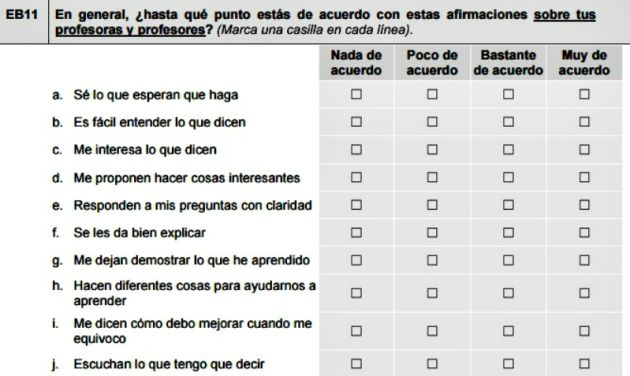 EB11 En general, ¿hasta qué punto estás de acuerdo con estas afirmaciones sobre tus
profesoras y profesores? (Marca una casilla en cada línea).
Nada de Poco de Bastante Muy de
acuerdo acuerdo de acuerdo acuerdo
a. Sé lo que esperan que haga
b. Es fácil entender lo que dicen
c. Me interesa lo que dicen
d. Me proponen hacer cosas interesantes
e. Responden a mis preguntas con claridad
f. Se les da bien explicar
g. Me dejan demostrar lo que he aprendido
h. Hacen diferentes cosas para ayudarnos a
aprender
i. Me dicen cómo debo mejorar cuando me
equivoco
j. Escuchan lo que tengo que decir